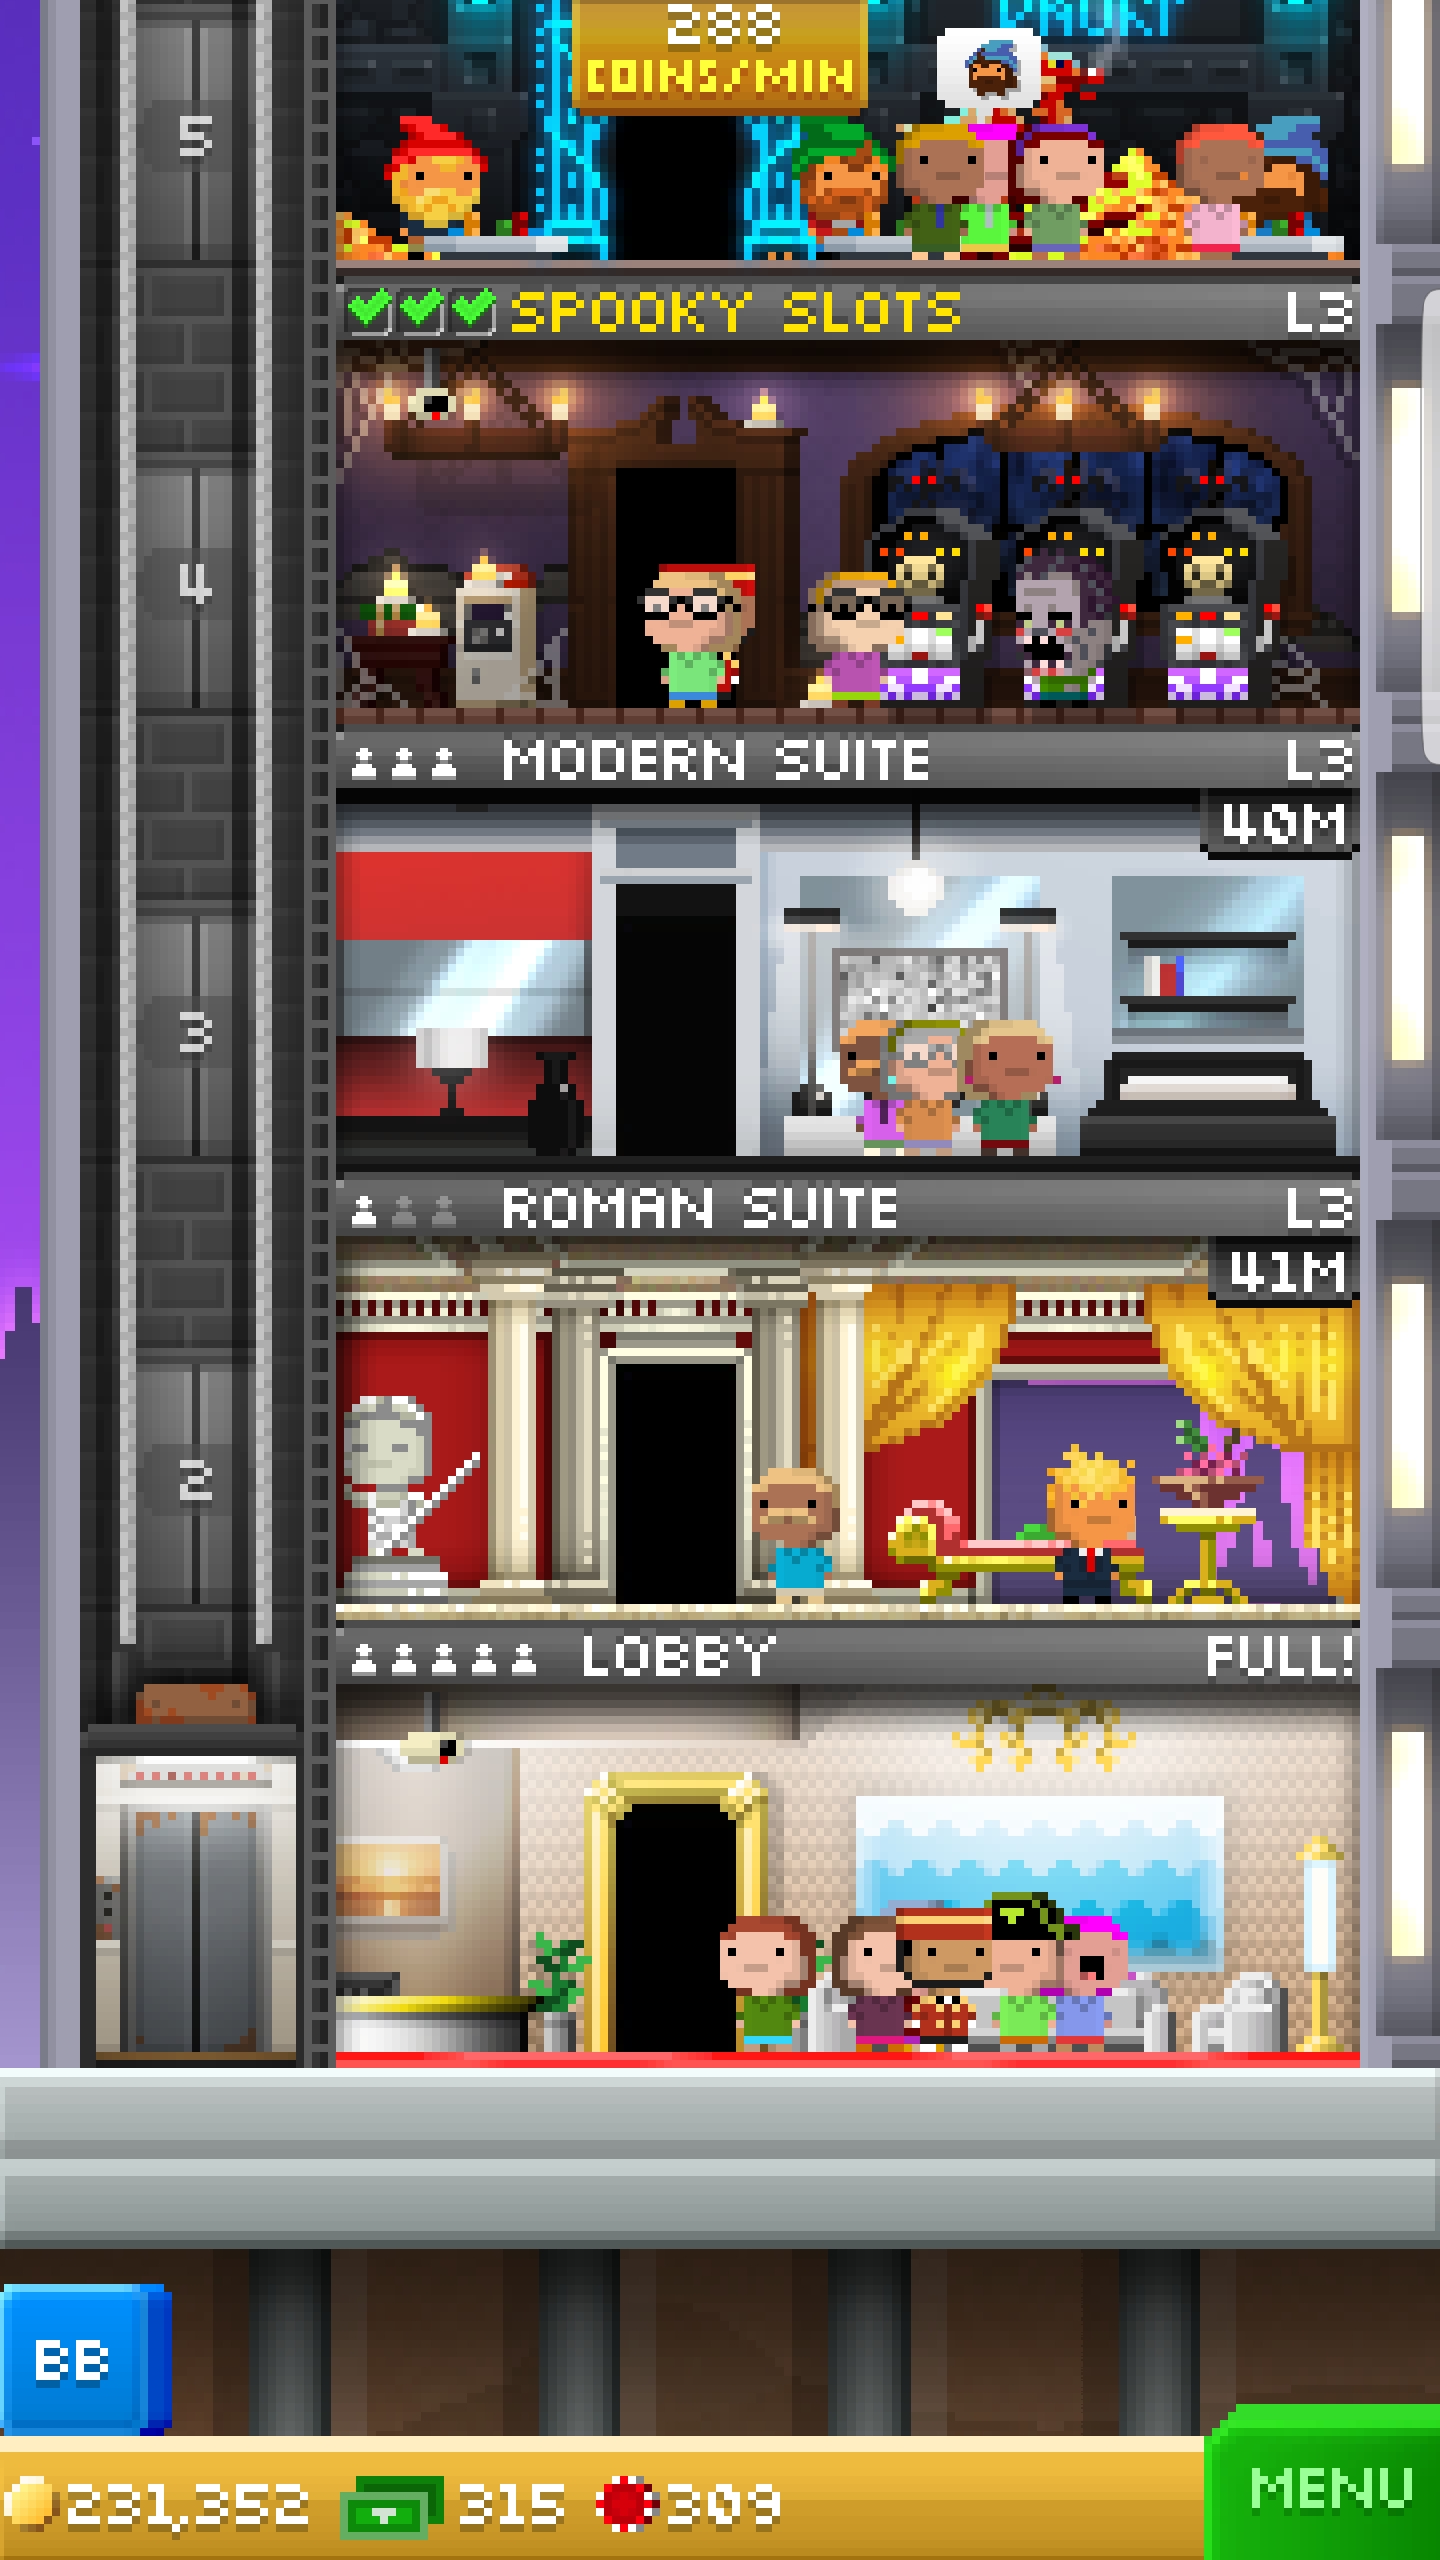 288
COINS/MIN
5
SPOOKY SLOTS L3
4
MODERN SUITE L3
40M
3
ROMAN SUITE L3
41M
2
LOBBY FULL!
BB
231,352 315 309
MENU